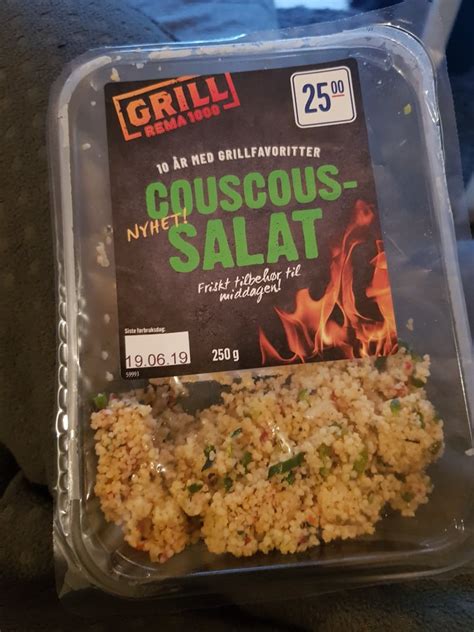 GRILL
REMA 1000
25.00
10 ÅR MED GRILLFAVORITTER
COUSCOUS-
NYHET!
SALAT
Friskt tilbehør til
middagen!
Siste forbruksdag:
19.06.19
250 g
59993